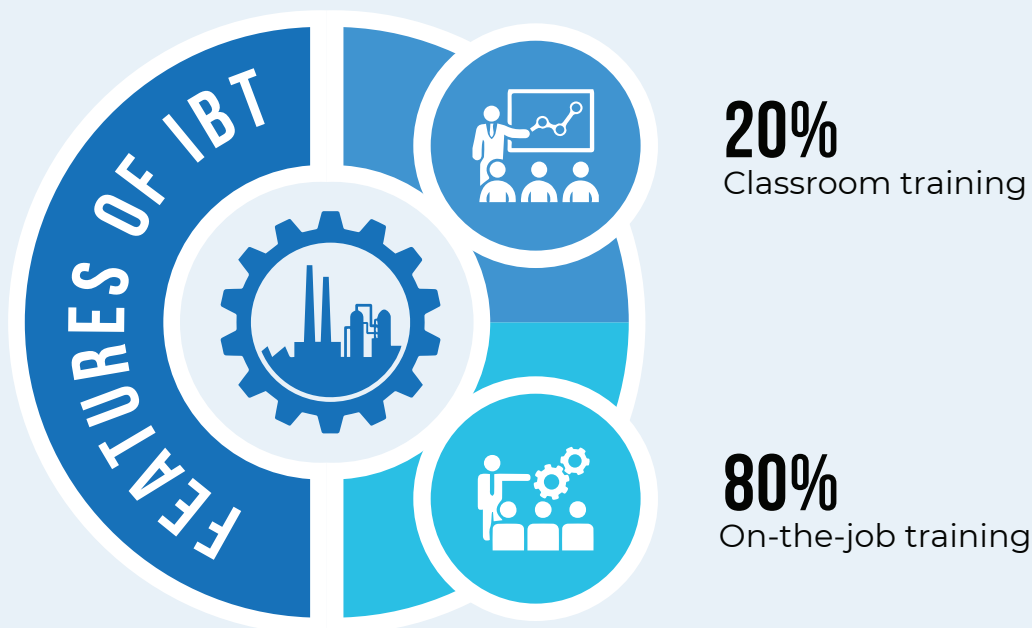 FEATURES OF IBT
20%
Classroom training
80%
On-the-job training